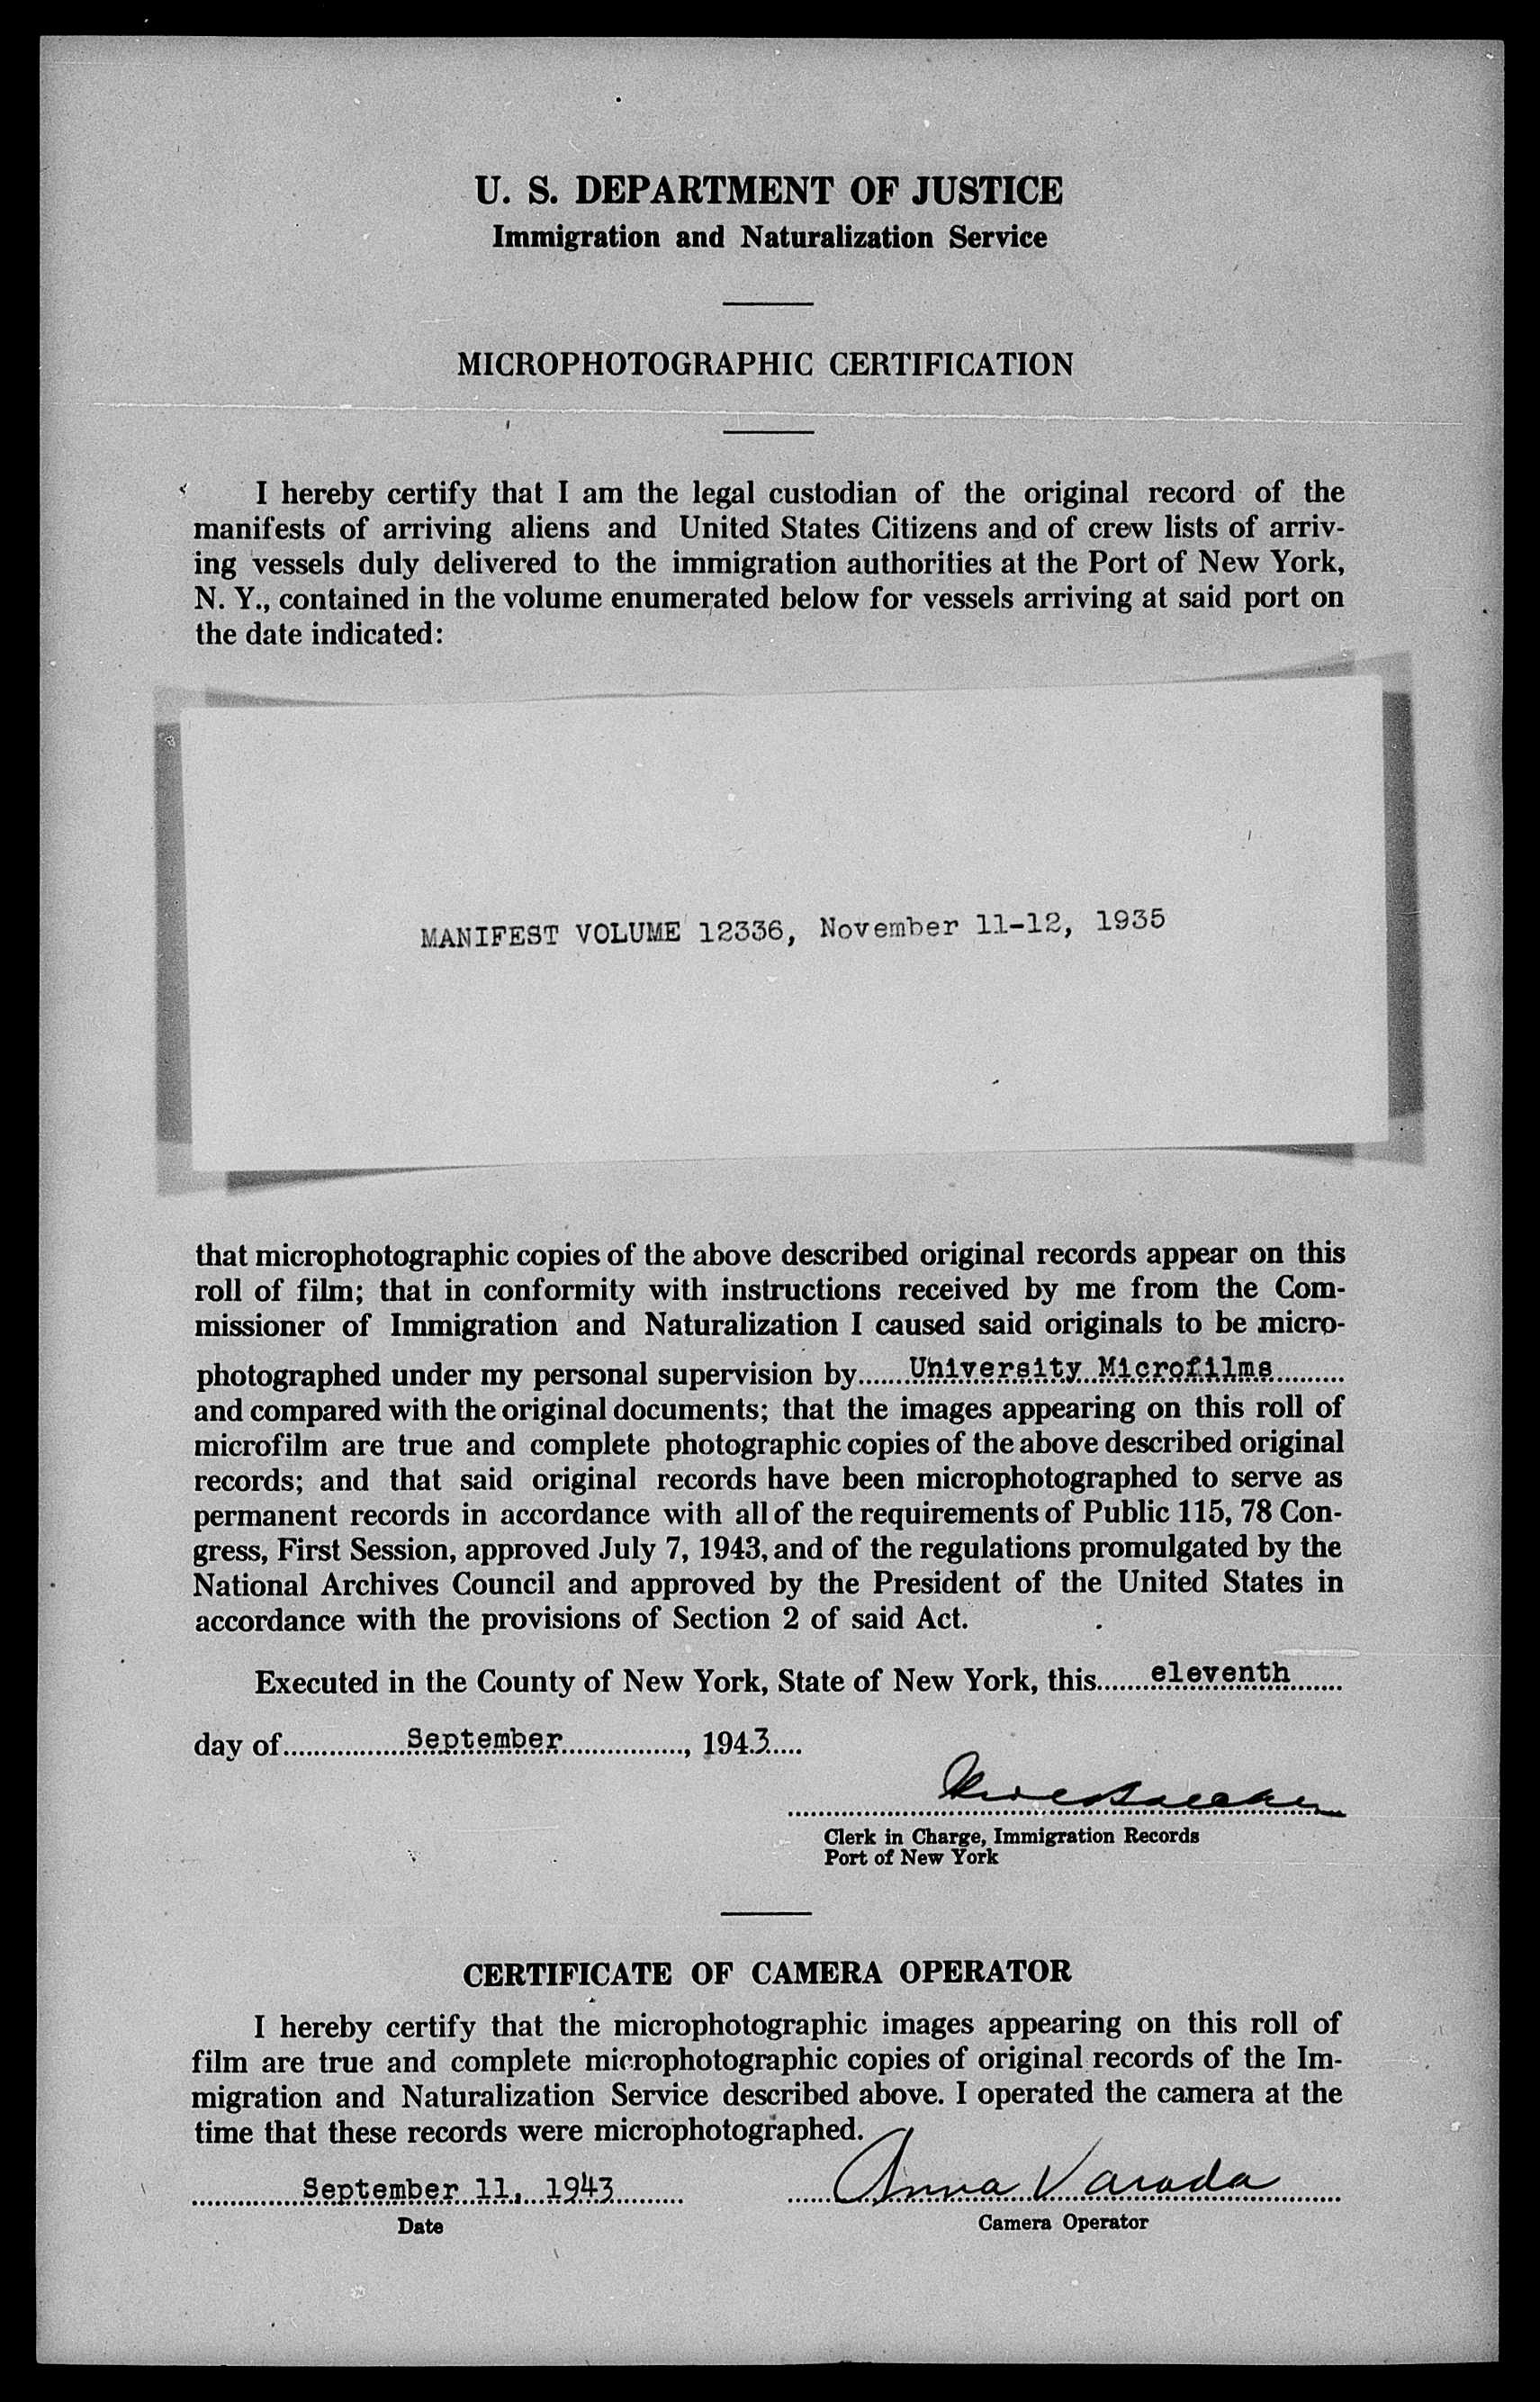 U. S. DEPARTMENT OF JUSTICE
Immigration and Naturalization Service
MICROPHOTOGRAPHIC CERTIFICATION
I hereby certify that I am the legal custodian of the original record of the
manifests of arriving aliens and United States Citizens and of crew lists of arriv-
ing vessels duly delivered to the immigration authorities at the Port of New York,
N. Y., contained in the volume enumerated below for vessels arriving at said port on
the date indicated:
MANIFEST VOLUME 12336, November 11-12, 1935
that microphotographic copies of the above described original records appear on this
roll of film; that in conformity with instructions received by me from the Com-
missioner of Immigration and Naturalization I caused said originals to be micro-
photographed under my personal supervision by University Microfilms
and compared with the original documents; that the images appearing on this roll of
microfilm are true and complete photographic copies of the above described original
records; and that said original records have been microphotographed to serve as
permanent records in accordance with all of the requirements of Public 115, 78 Con-
gress, First Session, approved July 7, 1943, and of the regulations promulgated by the
National Archives Council and approved by the President of the United States in
accordance with the provisions of Section 2 of said Act.
Executed in the County of New York, State of New York, this eleventh
day of September, 1943
Clerk in Charge, Immigration Records
Port of New York
CERTIFICATE OF CAMERA OPERATOR
I hereby certify that the microphotographic images appearing on this roll of
film are true and complete microphotographic copies of original records of the Im-
migration and Naturalization Service described above. I operated the camera at the
time that these records were microphotographed.
September 11, 1943 Anna Varada
Date Camera Operator